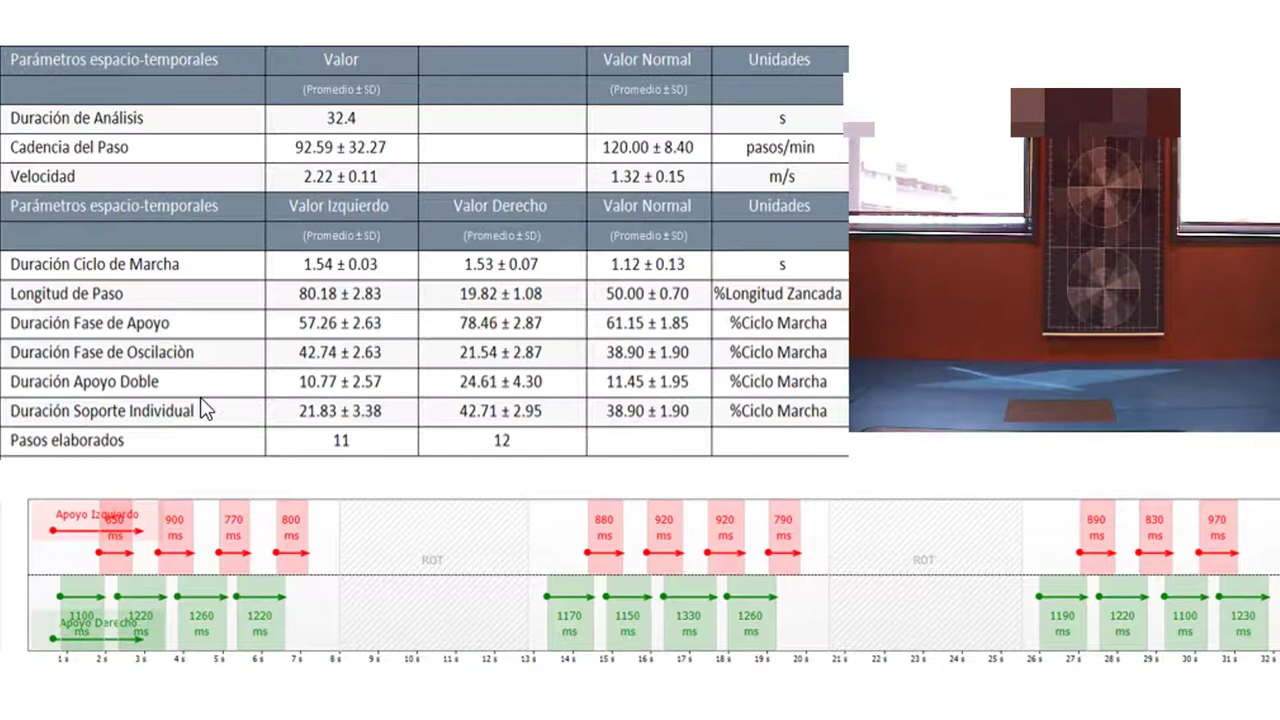 Parámetros espacio-temporales Valor Valor Normal Unidades
(Promedio ± SD) (Promedio ± SD)
Duración de Análisis 32.4 s
Cadencia del Paso 92.59 ± 32.27 120.00 ± 8.40 pasos/min
Velocidad 2.22 ± 0.11 1.32 ± 0.15 m/s
Parámetros espacio-temporales Valor Izquierdo Valor Derecho Valor Normal Unidades
(Promedio ± SD) (Promedio ± SD) (Promedio ± SD)
Duración Ciclo de Marcha 1.54 ± 0.03 1.53 ± 0.07 1.12 ± 0.13 s
Longitud de Paso 80.18 ± 2.83 19.82 ± 1.08 50.00 ± 0.70 %Longitud Zancada
Duración Fase de Apoyo 57.26 ± 2.63 78.46 ± 2.87 61.15 ± 1.85 %Ciclo Marcha
Duración Fase de Oscilaciòn 42.74 ± 2.63 21.54 ± 2.87 38.90 ± 1.90 %Ciclo Marcha
Duración Apoyo Doble 10.77 ± 2.57 24.61 ± 4.30 11.45 ± 1.95 %Ciclo Marcha
Duración Soporte Individual 21.83 ± 3.38 42.71 ± 2.95 38.90 ± 1.90 %Ciclo Marcha
Pasos elaborados 11 12
Apoyo Izquierdo
850 900 770 800 880 920 920 790 890 830 970
ms ms ms ms ms ms ms ms ms ms ms
ROT ROT
1100 1220 1260 1220 1170 1150 1330 1260 1190 1220 1100 1230
Apoyo Derecho
ms ms ms ms ms ms ms ms ms ms ms ms
1 s 2 s 3 s 4 s 5 s 6 s 7 s 8 s 9 s 10 s 11 s 12 s 13 s 14 s 15 s 16 s 17 s 18 s 19 s 20 s 21 s 22 s 23 s 24 s 25 s 26 s 27 s 28 s 29 s 30 s 31 s 32 s